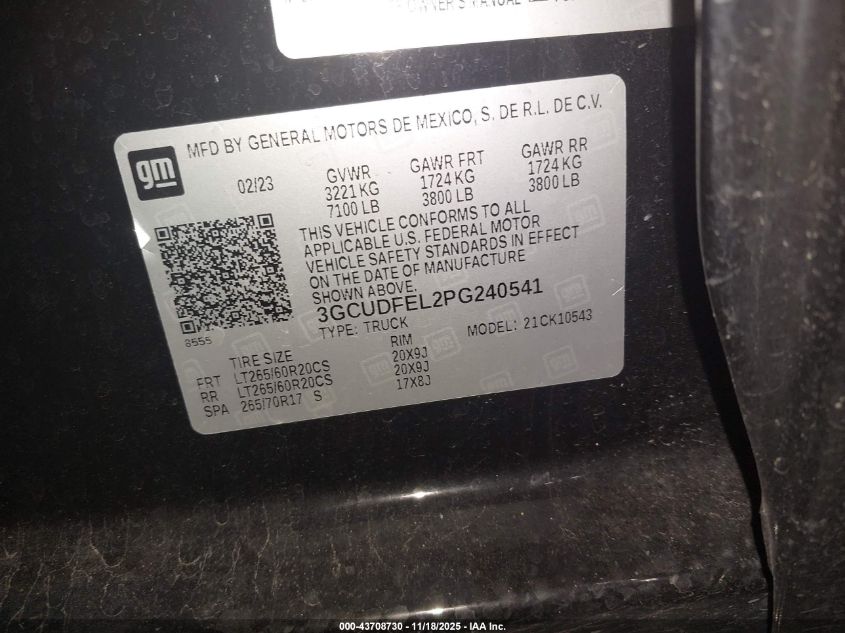 OWNER'S MANUAL
gm
MFD BY GENERAL MOTORS DE MEXICO, S. DE R.L. DE C.V.
02/23
GVWR GAWR FRT GAWR RR
3221 KG 1724 KG 1724 KG
7100 LB 3800 LB 3800 LB
THIS VEHICLE CONFORMS TO ALL
APPLICABLE U.S. FEDERAL MOTOR
VEHICLE SAFETY STANDARDS IN EFFECT
ON THE DATE OF MANUFACTURE
SHOWN ABOVE.
3GCUDFEL2PG240541
TYPE: TRUCK MODEL: 21CK10543
8555
TIRE SIZE RIM
FRT LT265/60R20CS 20X9J
RR LT265/60R20CS 20X9J
SPA 265/70R17 S 17X8J
000-43708730 - 11/18/2025 - IAA Inc.